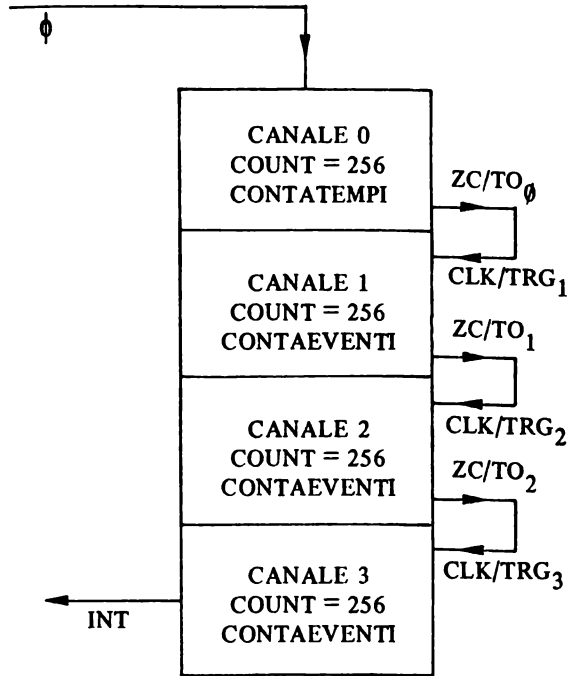 ϕ
CANALE 0
COUNT = 256
CONTATEMPI
ZC/TO₀
CLK/TRG₁
CANALE 1
COUNT = 256
CONTAEVENTI
ZC/TO₁
CLK/TRG₂
CANALE 2
COUNT = 256
CONTAEVENTI
ZC/TO₂
CLK/TRG₃
CANALE 3
COUNT = 256
CONTAEVENTI
INT